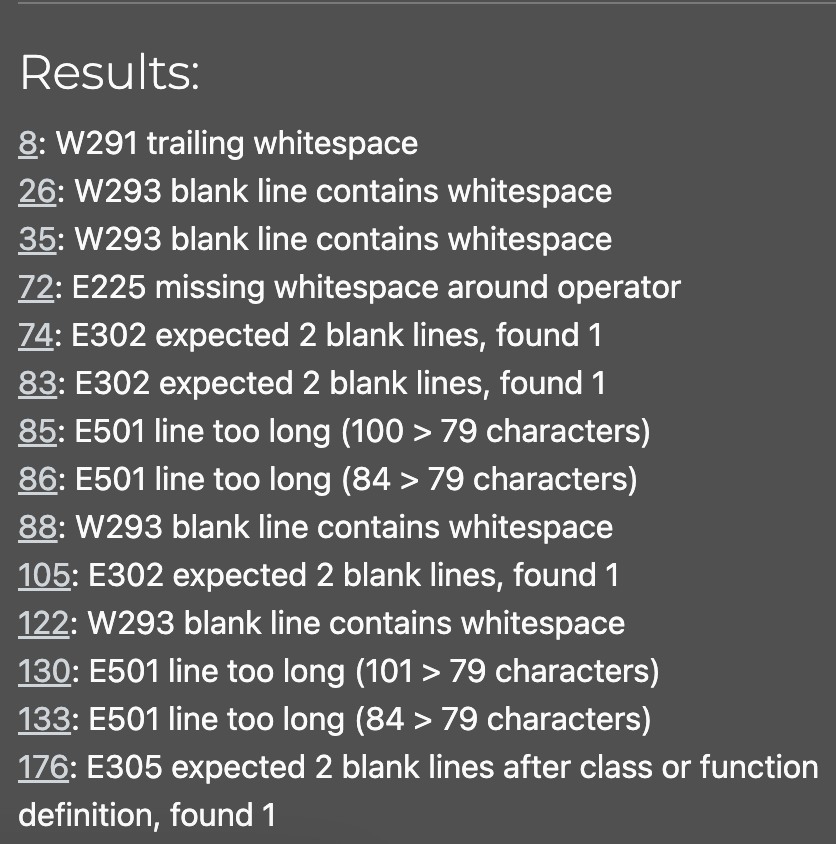 Results:
8: W291 trailing whitespace
26: W293 blank line contains whitespace
35: W293 blank line contains whitespace
72: E225 missing whitespace around operator
74: E302 expected 2 blank lines, found 1
83: E302 expected 2 blank lines, found 1
85: E501 line too long (100 > 79 characters)
86: E501 line too long (84 > 79 characters)
88: W293 blank line contains whitespace
105: E302 expected 2 blank lines, found 1
122: W293 blank line contains whitespace
130: E501 line too long (101 > 79 characters)
133: E501 line too long (84 > 79 characters)
176: E305 expected 2 blank lines after class or function
definition, found 1